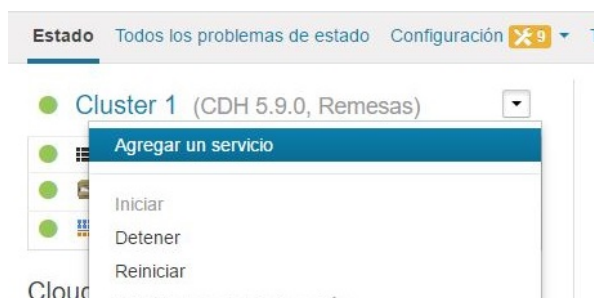 Estado Todos los problemas de estado Configuración 9
Cluster 1 (CDH 5.9.0, Remesas)
Agregar un servicio
Iniciar
Detener
Reiniciar